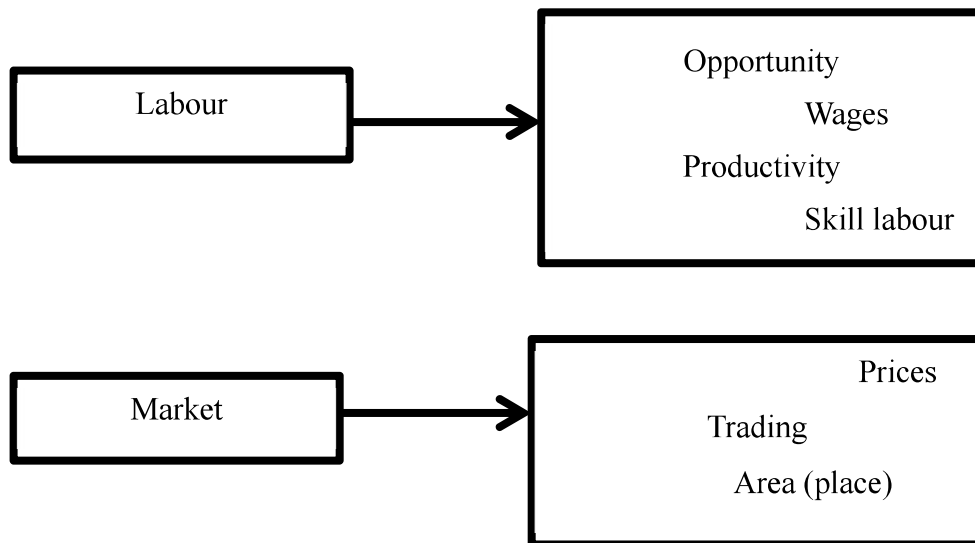 Labour
Opportunity
Wages
Productivity
Skill labour
Market
Prices
Trading
Area (place)